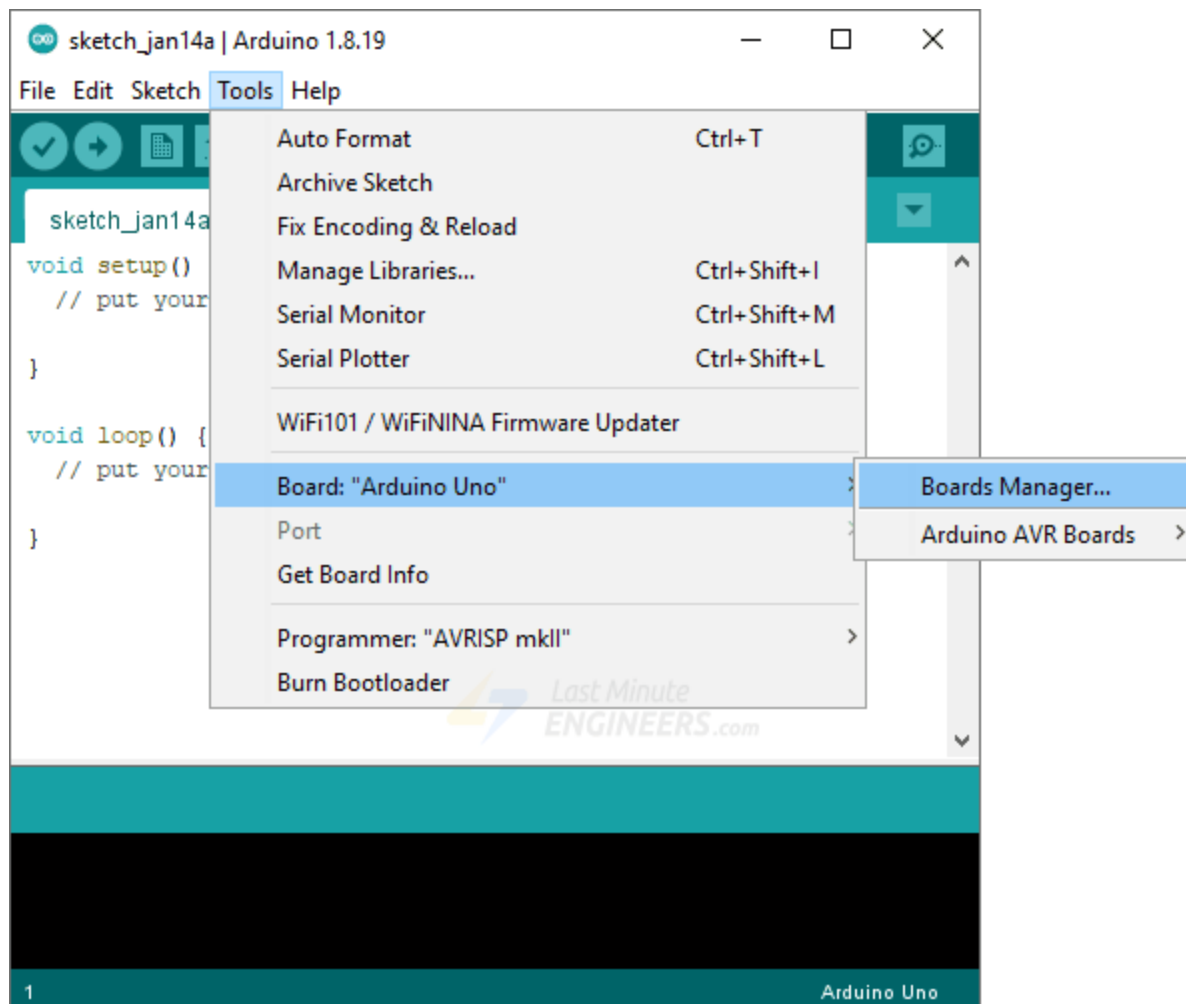 sketch_jan14a | Arduino 1.8.19
File Edit Sketch Tools Help
sketch_jan14a
void setup()
// put your
}
void loop() {
// put your
}
Auto Format Ctrl+T
Archive Sketch
Fix Encoding & Reload
Manage Libraries... Ctrl+Shift+I
Serial Monitor Ctrl+Shift+M
Serial Plotter Ctrl+Shift+L
WiFi101 / WiFiNINA Firmware Updater
Board: "Arduino Uno"
Port
Get Board Info
Programmer: "AVRISP mkII"
Burn Bootloader
Boards Manager...
Arduino AVR Boards
Last Minute
ENGINEERS.com
1 Arduino Uno